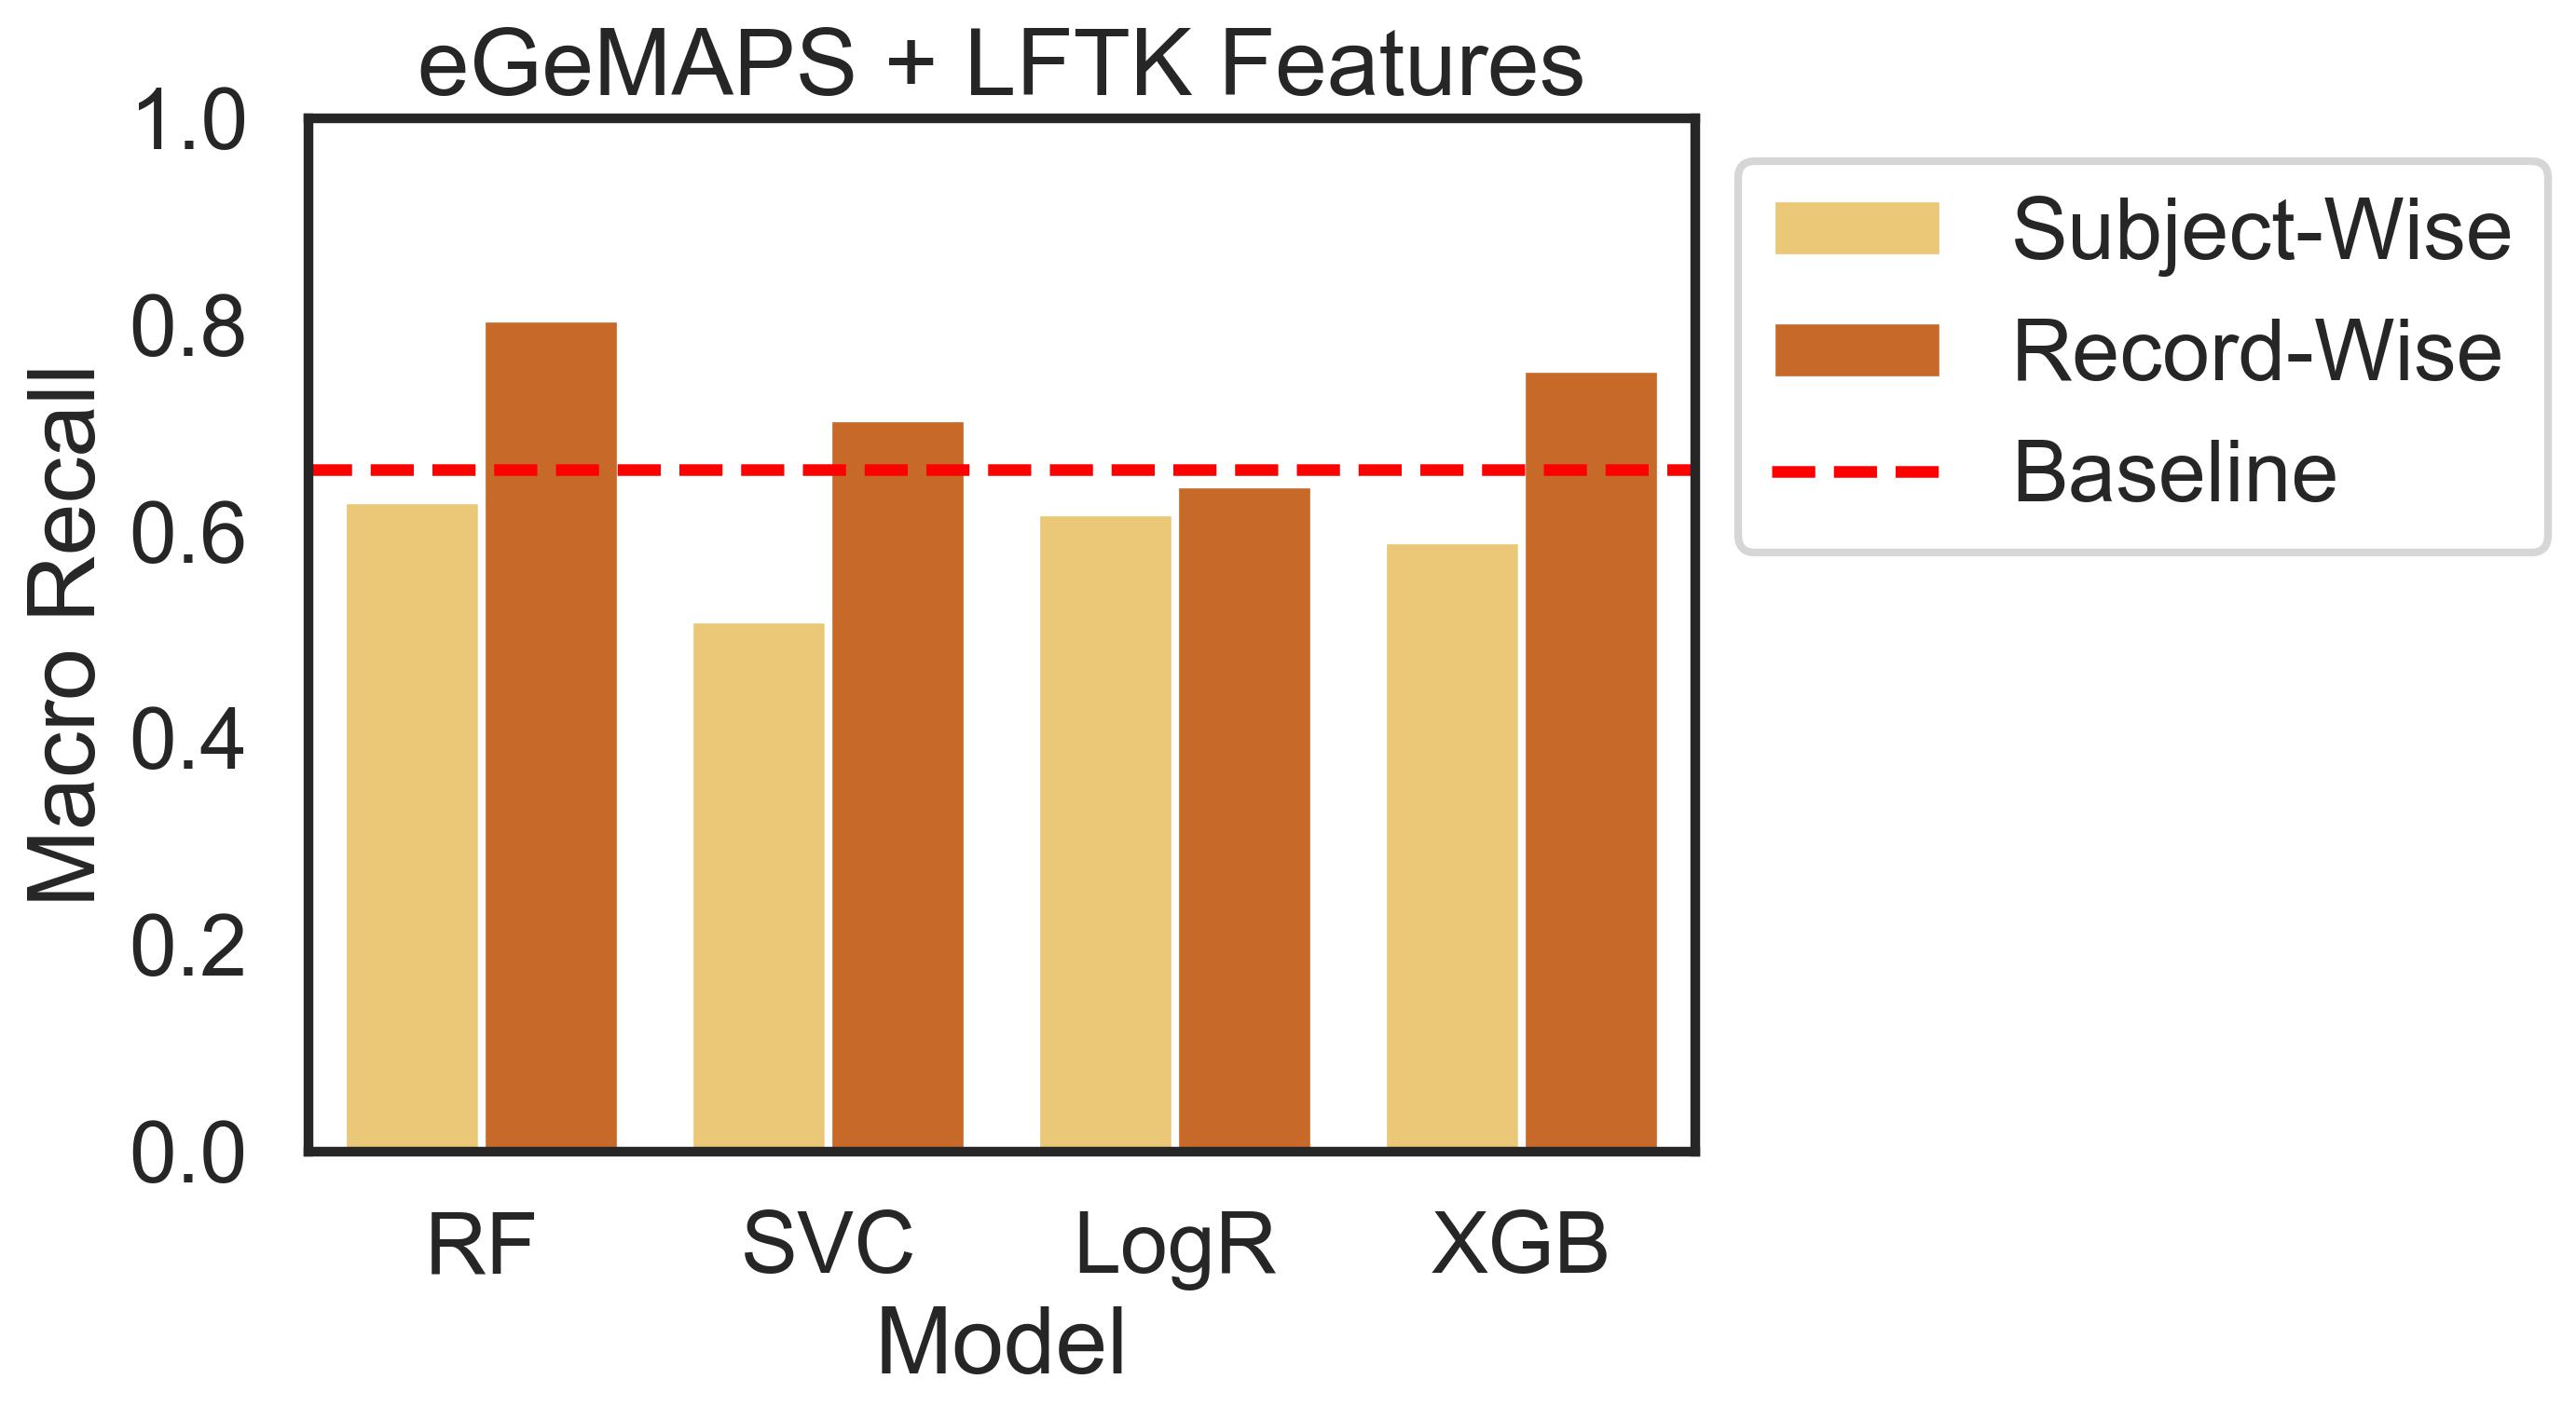 eGeMAPS + LFTK Features
1.0
0.8
0.6
0.4
0.2
0.0
Macro Recall
RF
SVC
LogR
XGB
Model
Subject-Wise
Record-Wise
Baseline